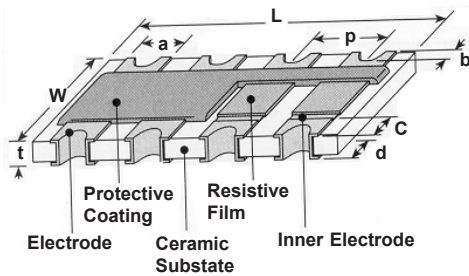 L
a
p
b
W
t
C
d
Protective
Coating
Resistive
Film
Electrode
Ceramic
Substate
Inner Electrode